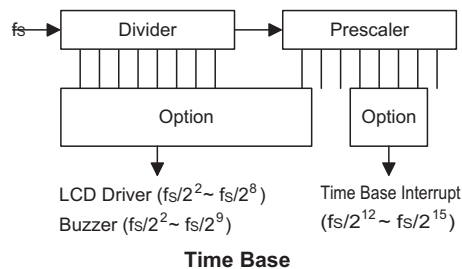 fs Divider Prescaler
Option Option
LCD Driver (fs/2^2~ fs/2^8) Time Base Interrupt
Buzzer (fs/2^2~ fs/2^9) (fs/2^12~ fs/2^15)
Time Base